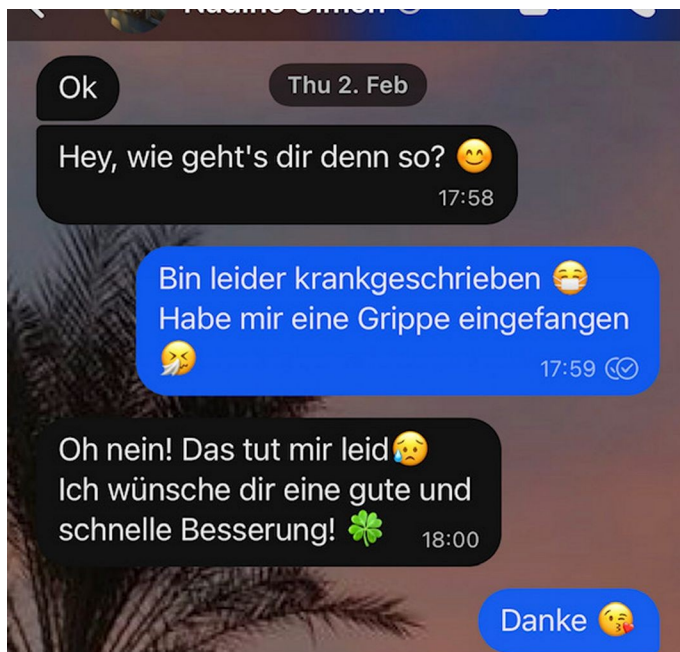 Ok
Thu 2. Feb
Hey, wie geht's dir denn so? 😊
17:58
Bin leider krankgeschrieben 😷
Habe mir eine Grippe eingefangen
🤧
17:59
Oh nein! Das tut mir leid😥
Ich wünsche dir eine gute und
schnelle Besserung! 🍀
18:00
Danke 😘